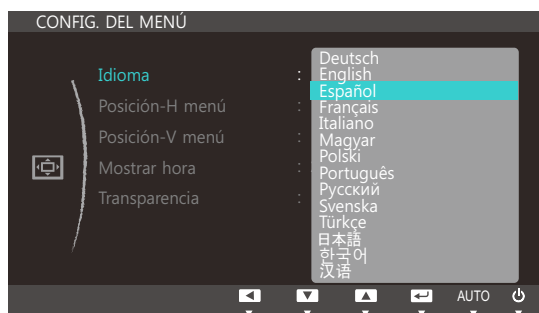 CONFIG. DEL MENÚ
Idioma :
Posición-H menú :
Posición-V menú :
Mostrar hora :
Transparencia :
Deutsch
English
Español
Français
Italiano
Magyar
Polski
Português
Русский
Svenska
Türkçe
日本語
한국어
汉语
AUTO